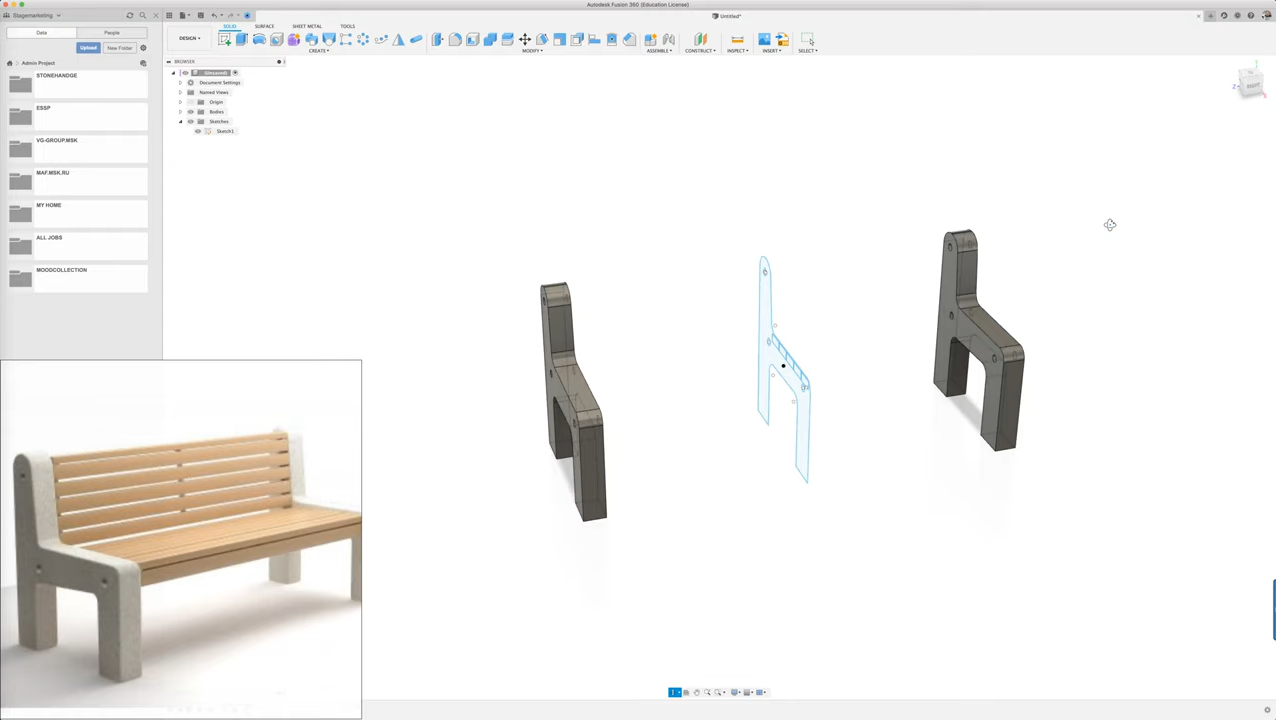 Autodesk Fusion 360 (Education License)
Stagemarketing
Untitled*
Data
People
SOLID
SURFACE
SHEET METAL
TOOLS
DESIGN
Upload
New Folder
CREATE
MODIFY
ASSEMBLE
CONSTRUCT
INSPECT
INSERT
SELECT
Admin Project
BROWSER
(Unsaved)
STONEHANDGE
Document Settings
Named Views
Origin
ESSP
Bodies
Sketches
Sketch1
VG-GROUP.MSK
MAF.MSK.RU
MY HOME
ALL JOBS
MOODCOLLECTION
RIGHT
Z